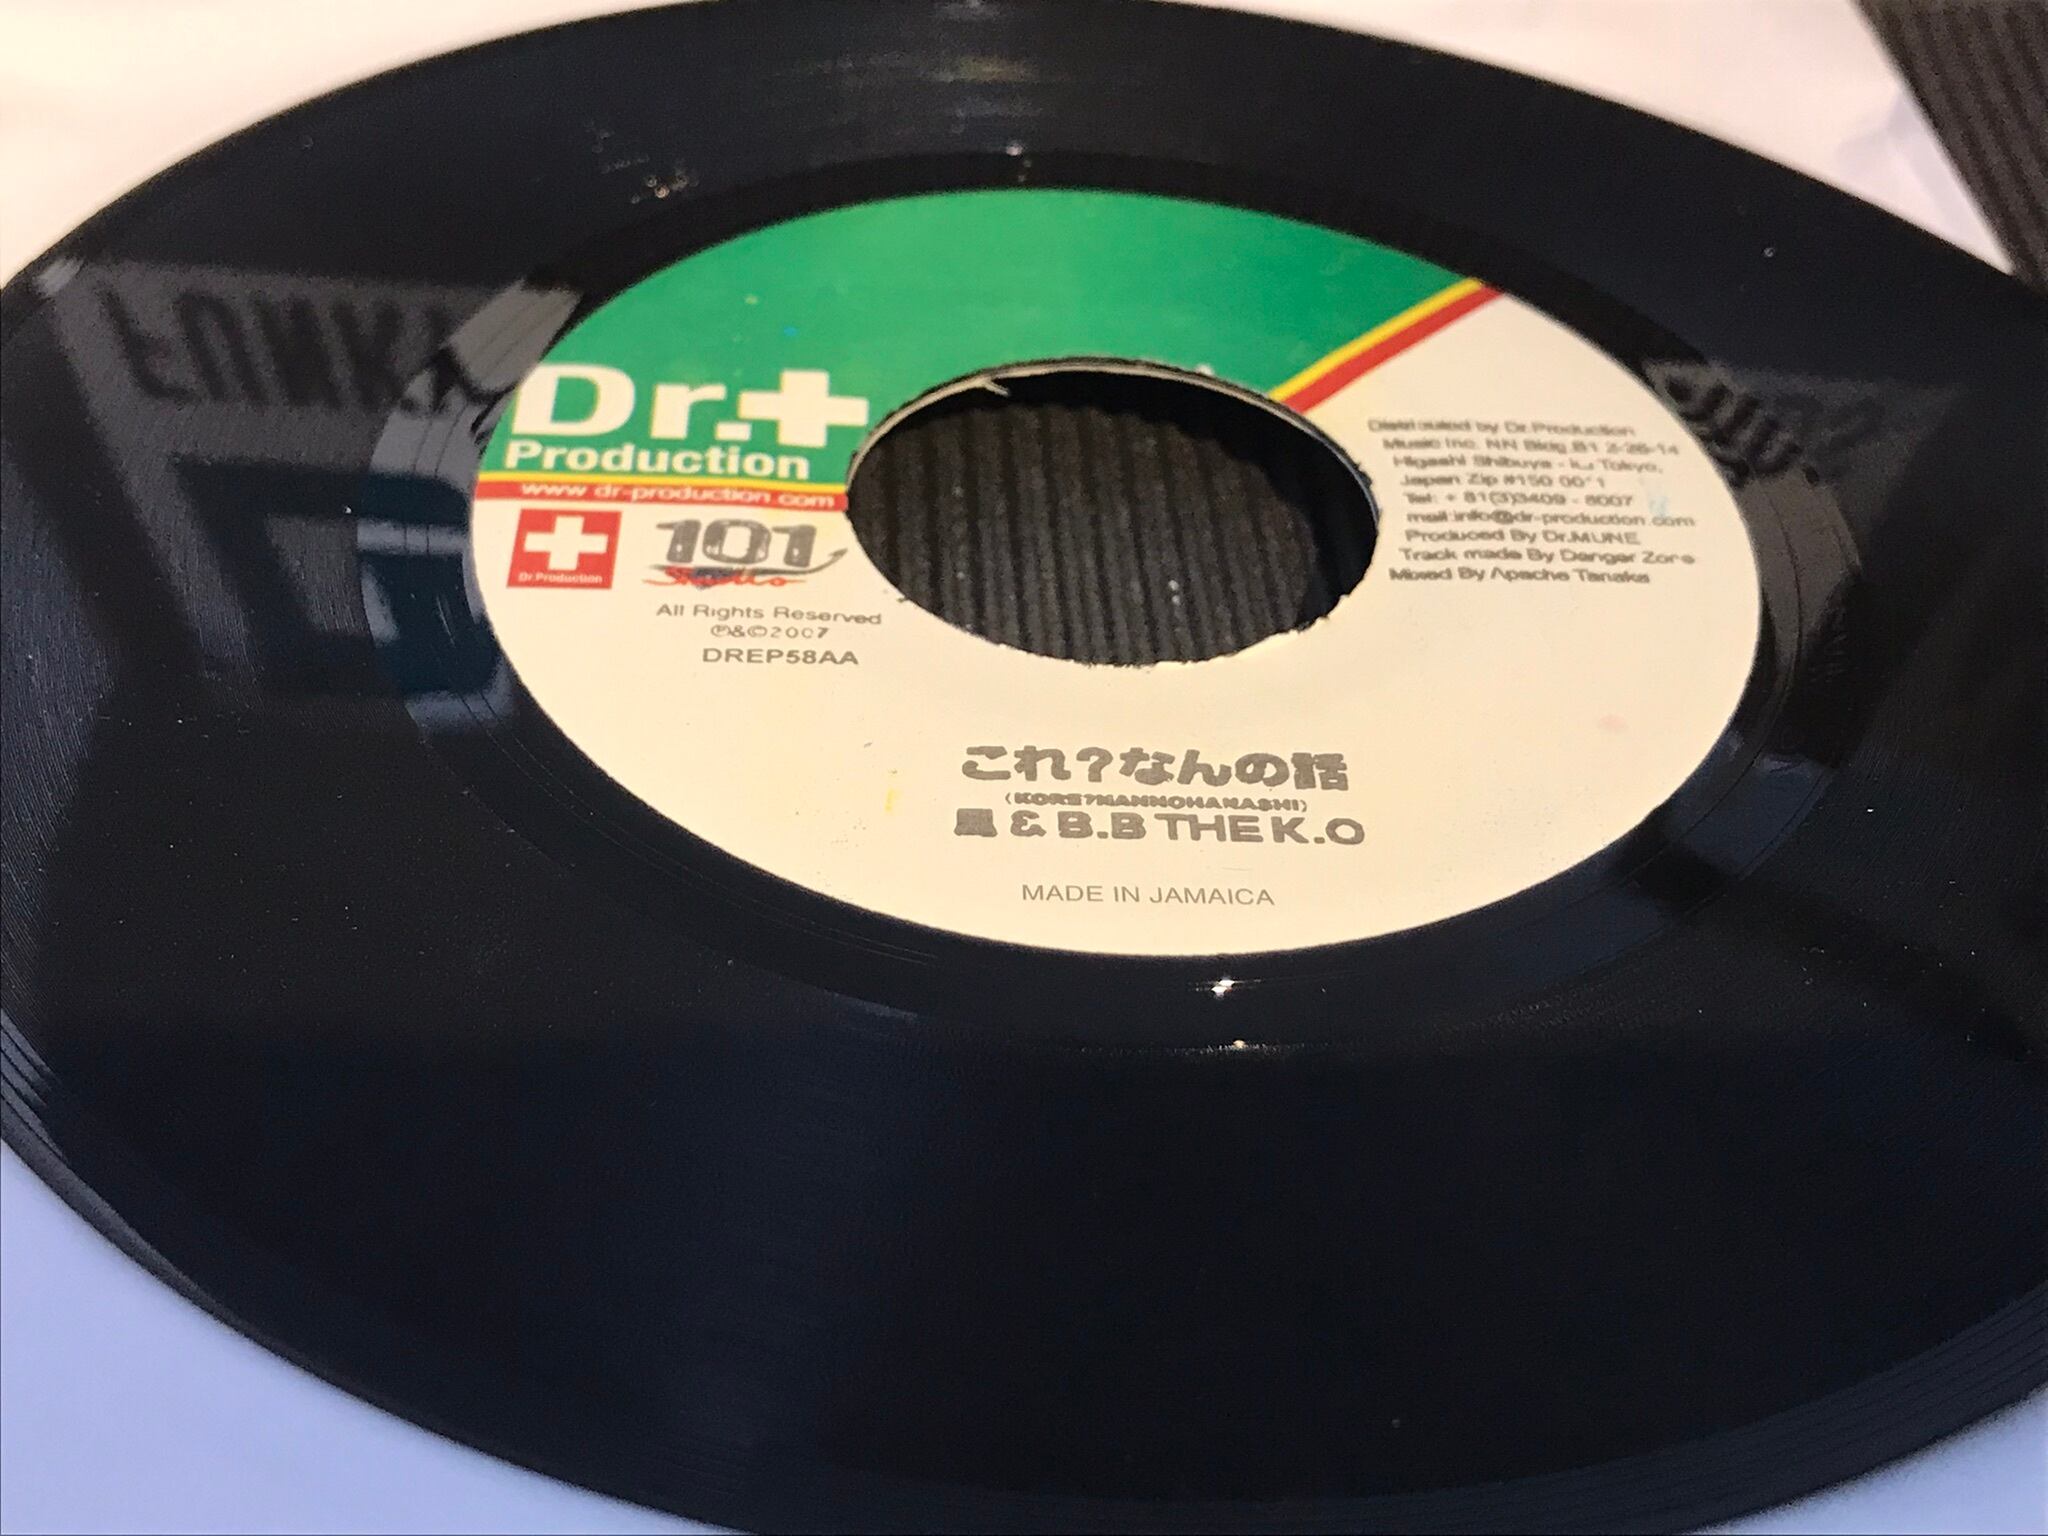 Dr.
Production
www dr-production com
Dr.Production
101
Studio
All Rights Reserved
℗&©2007
DREP58AA
Distributed by Dr.Production
Music Inc. NN Bldg.B1 2-26-14
Higashi Shibuya - ku Tokyo,
Japan Zip #150 0011
Tel: + 81(3)3409 - 8007
mail:info@dr-production.com
Produced By Dr.MUNE
Track made By Danger Zone
Mixed By Apache Tanaka
これ?なんの話
(KORE?NANNOHANASHI)
& B.B THE K.O
MADE IN JAMAICA